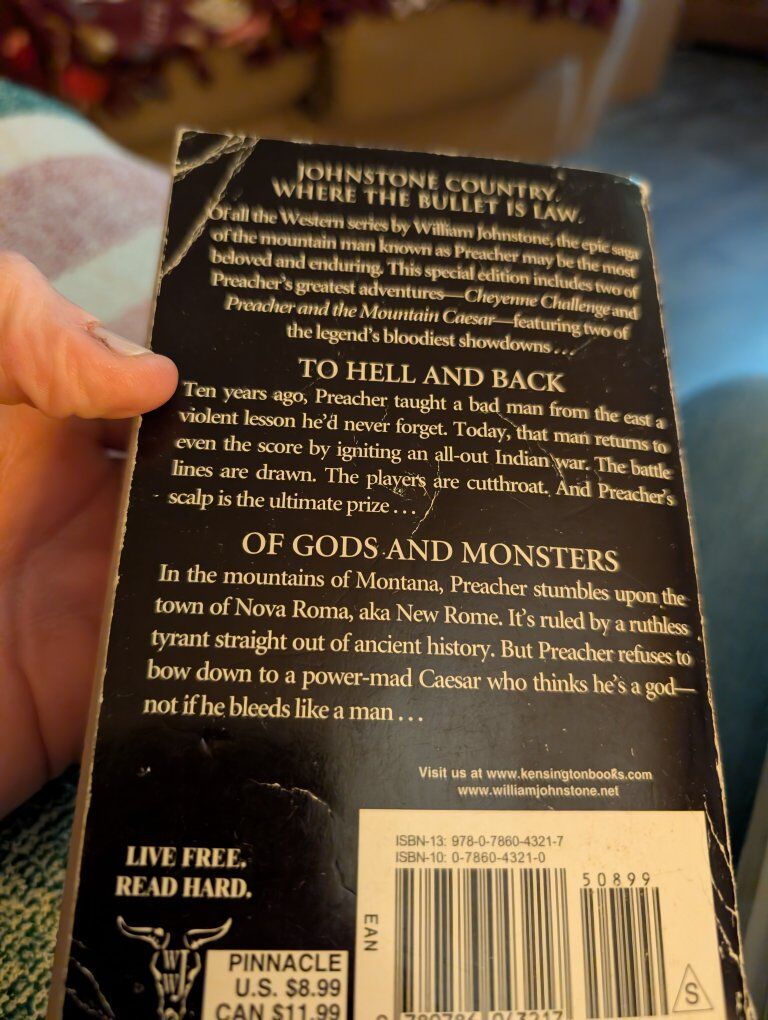 JOHNSTONE COUNTRY.
WHERE THE BULLET IS LAW.
Of all the Western series by William Johnstone, the epic saga
of the mountain man known as Preacher may be the most
beloved and enduring. This special edition includes two of
Preacher's greatest adventures—Cheyenne Challenge and
Preacher and the Mountain Caesar—featuring two of
the legend's bloodiest showdowns . . .
TO HELL AND BACK
Ten years ago, Preacher taught a bad man from the east a
violent lesson he'd never forget. Today, that man returns to
even the score by igniting an all-out Indian war. The battle
lines are drawn. The players are cutthroat. And Preacher's
scalp is the ultimate prize . . .
OF GODS AND MONSTERS
In the mountains of Montana, Preacher stumbles upon the
town of Nova Roma, aka New Rome. It's ruled by a ruthless
tyrant straight out of ancient history. But Preacher refuses to
bow down to a power-mad Caesar who thinks he's a god—
not if he bleeds like a man . . .
Visit us at www.kensingtonbooks.com
www.williamjohnstone.net
LIVE FREE.
READ HARD.
WW
PINNACLE
U.S. $8.99
CAN $11.99
EAN
ISBN-13: 978-0-7860-4321-7
ISBN-10: 0-7860-4321-0
50899
9 780786 043217
S